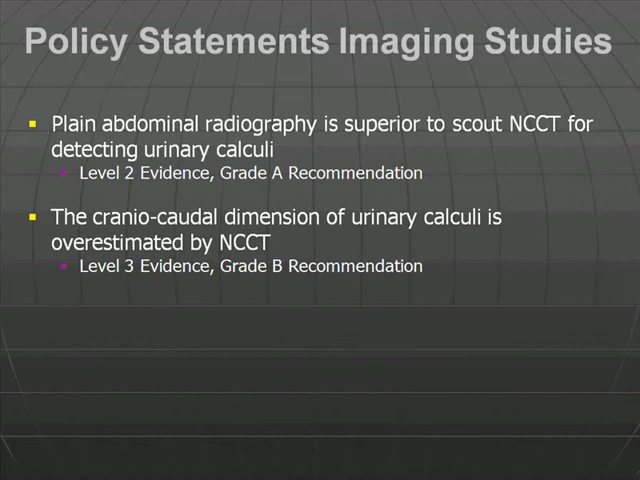 Policy Statements Imaging Studies
Plain abdominal radiography is superior to scout NCCT for
detecting urinary calculi
Level 2 Evidence, Grade A Recommendation
The cranio-caudal dimension of urinary calculi is
overestimated by NCCT
Level 3 Evidence, Grade B Recommendation